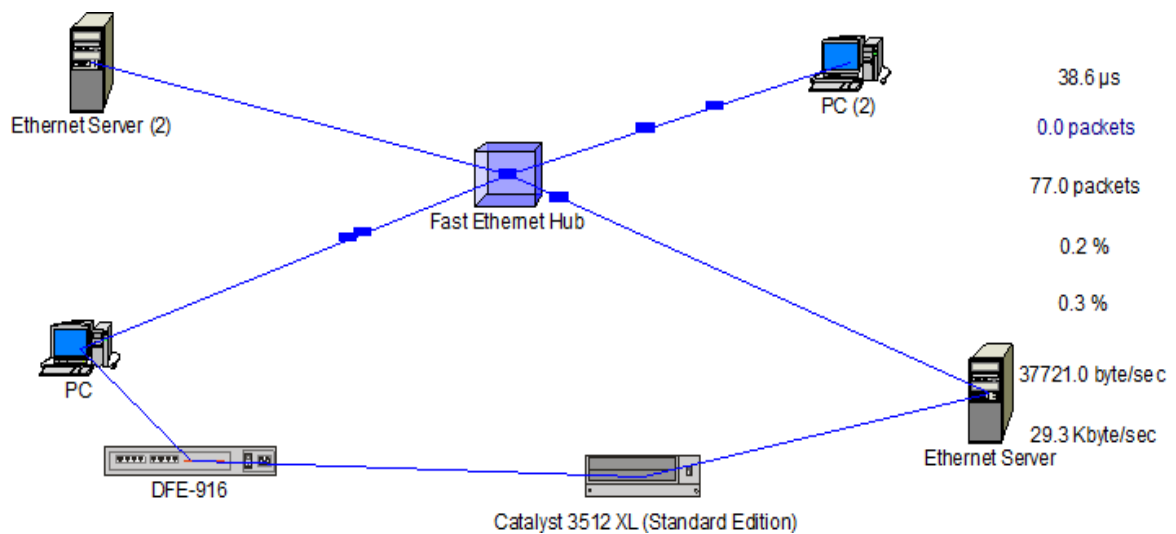 Ethernet Server (2)
PC (2)
38.6 µs
0.0 packets
77.0 packets
Fast Ethernet Hub
0.2 %
0.3 %
PC
37721.0 byte/sec
29.3 Kbyte/sec
Ethernet Server
DFE-916
Catalyst 3512 XL (Standard Edition)